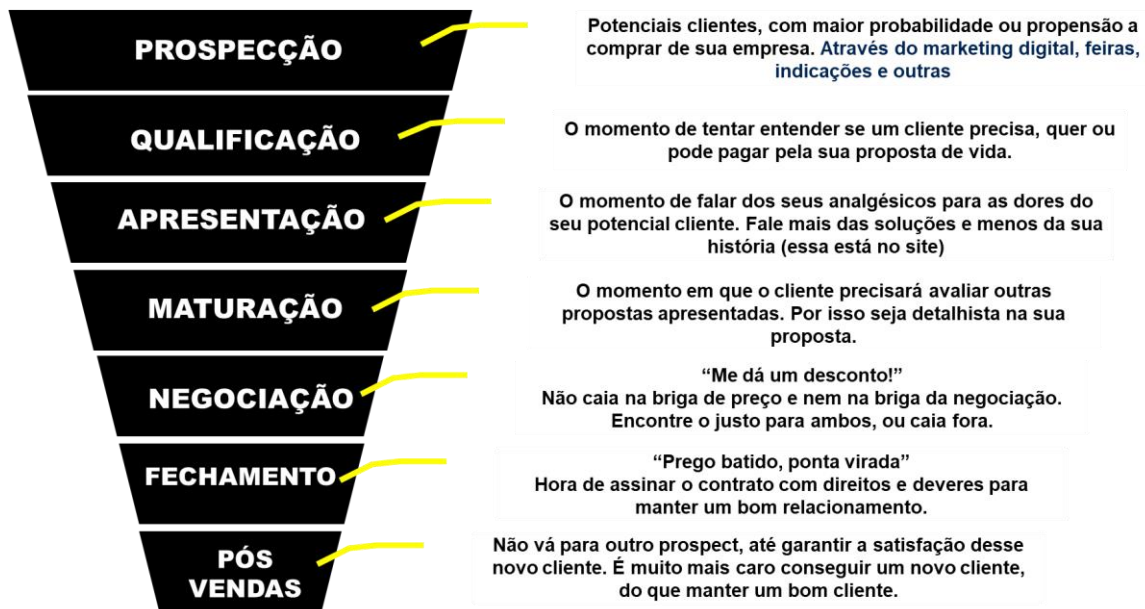 PROSPECÇÃO
Potenciais clientes, com maior probabilidade ou propensão a
comprar de sua empresa. Através do marketing digital, feiras,
indicações e outras
QUALIFICAÇÃO
O momento de tentar entender se um cliente precisa, quer ou
pode pagar pela sua proposta de vida.
APRESENTAÇÃO
O momento de falar dos seus analgésicos para as dores do
seu potencial cliente. Fale mais das soluções e menos da sua
história (essa está no site)
MATURAÇÃO
O momento em que o cliente precisará avaliar outras
propostas apresentadas. Por isso seja detalhista na sua
proposta.
NEGOCIAÇÃO
“Me dá um desconto!”
Não caia na briga de preço e nem na briga da negociação.
Encontre o justo para ambos, ou caia fora.
FECHAMENTO
“Prego batido, ponta virada”
Hora de assinar o contrato com direitos e deveres para
manter um bom relacionamento.
PÓS
VENDAS
Não vá para outro prospect, até garantir a satisfação desse
novo cliente. É muito mais caro conseguir um novo cliente,
do que manter um bom cliente.